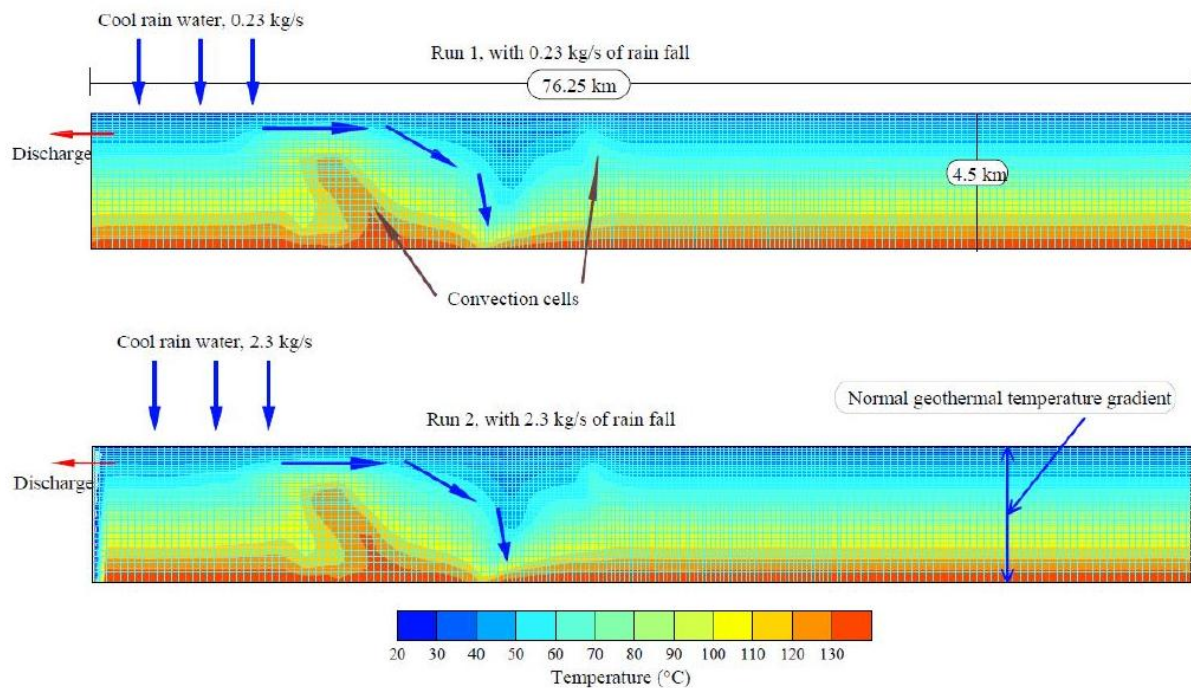 Cool rain water, 0.23 kg/s
Run 1, with 0.23 kg/s of rain fall
76.25 km
Discharge
4.5 km
Convection cells
Cool rain water, 2.3 kg/s
Run 2, with 2.3 kg/s of rain fall
Normal geothermal temperature gradient
Discharge
20 30 40 50 60 70 80 90 100 110 120 130
Temperature (°C)